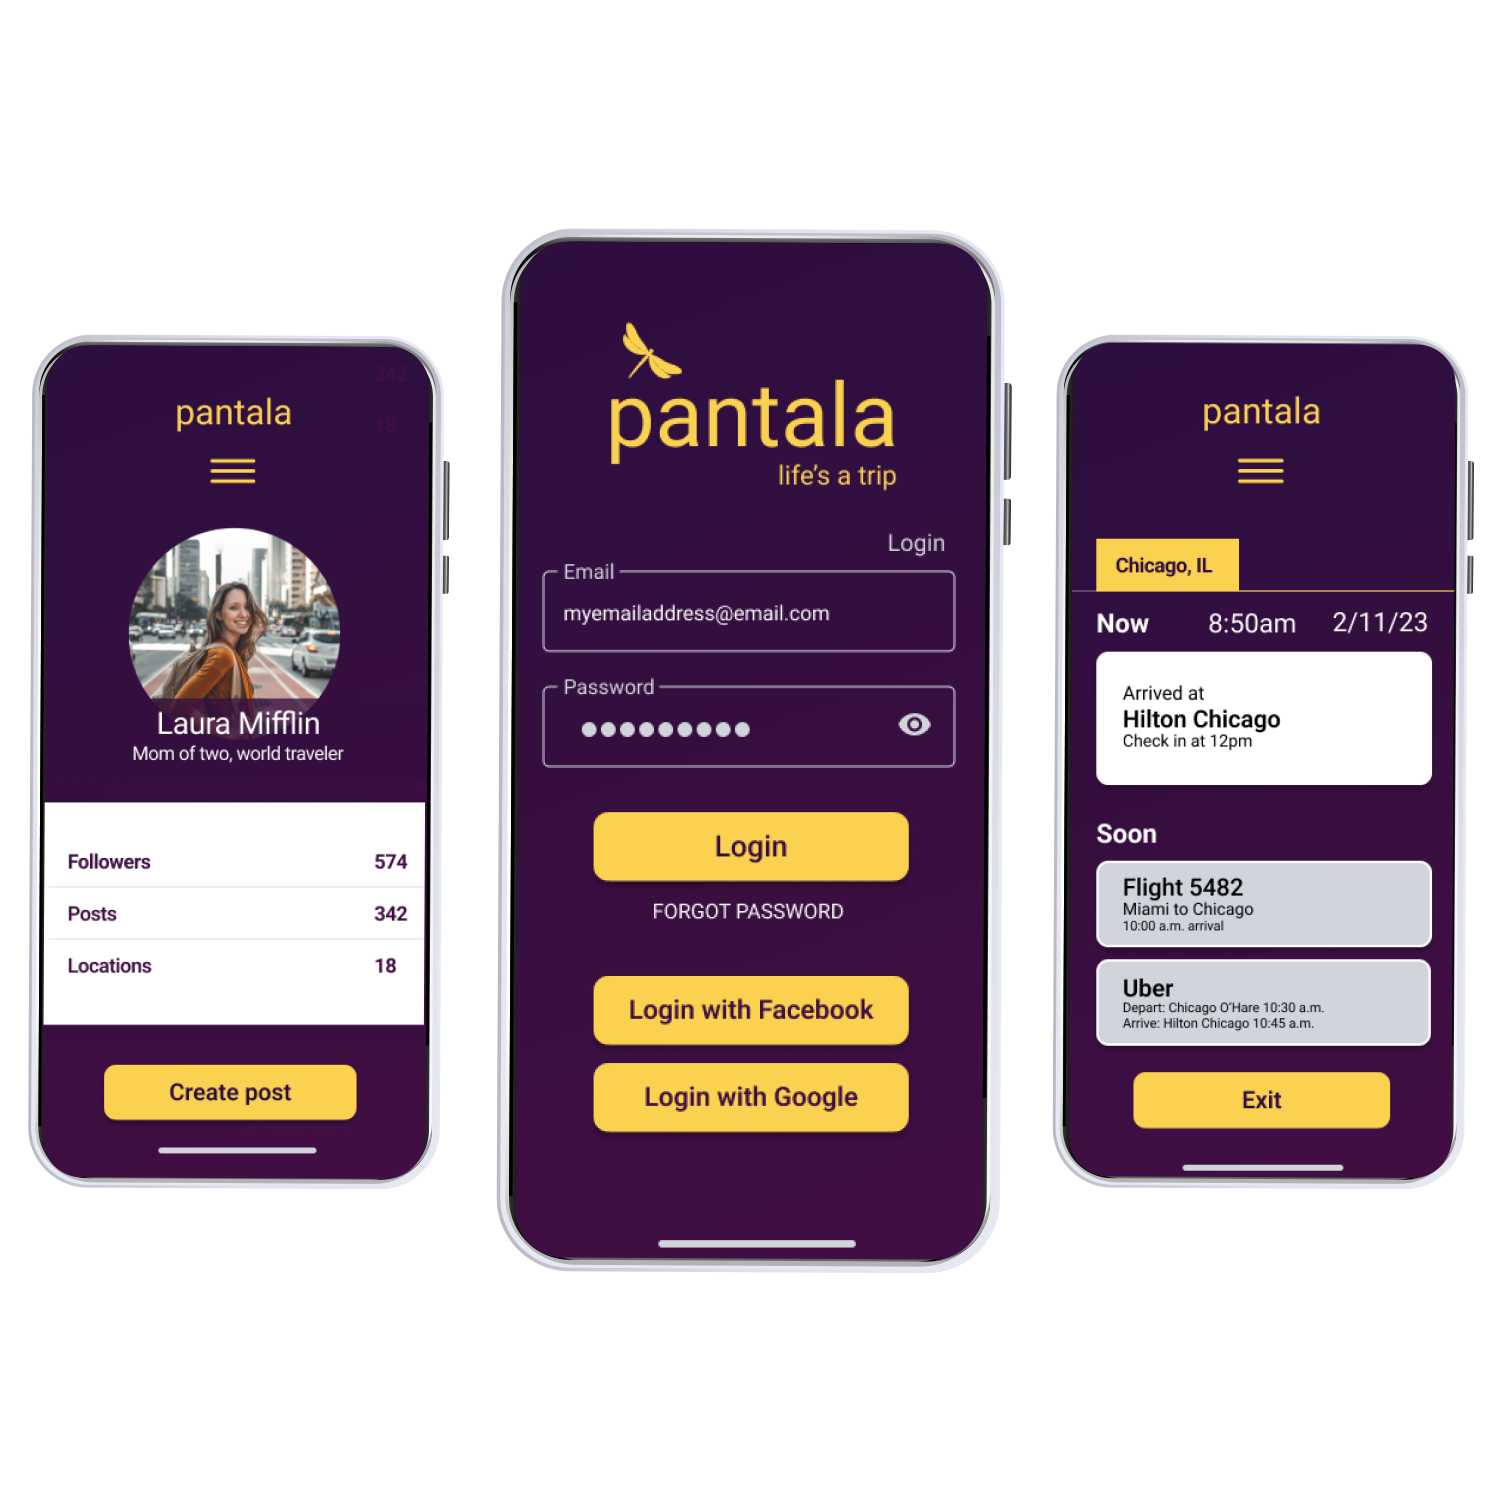 342
18
pantala
Laura Mifflin
Mom of two, world traveler
Followers 574
Posts 342
Locations 18
Create post
pantala
life's a trip
Login
Email
myemailaddress@email.com
Password
Login
FORGOT PASSWORD
Login with Facebook
Login with Google
pantala
Chicago, IL
Now 8:50am 2/11/23
Arrived at
Hilton Chicago
Check in at 12pm
Soon
Flight 5482
Miami to Chicago
10:00 a.m. arrival
Uber
Depart: Chicago O'Hare 10:30 a.m.
Arrive: Hilton Chicago 10:45 a.m.
Exit